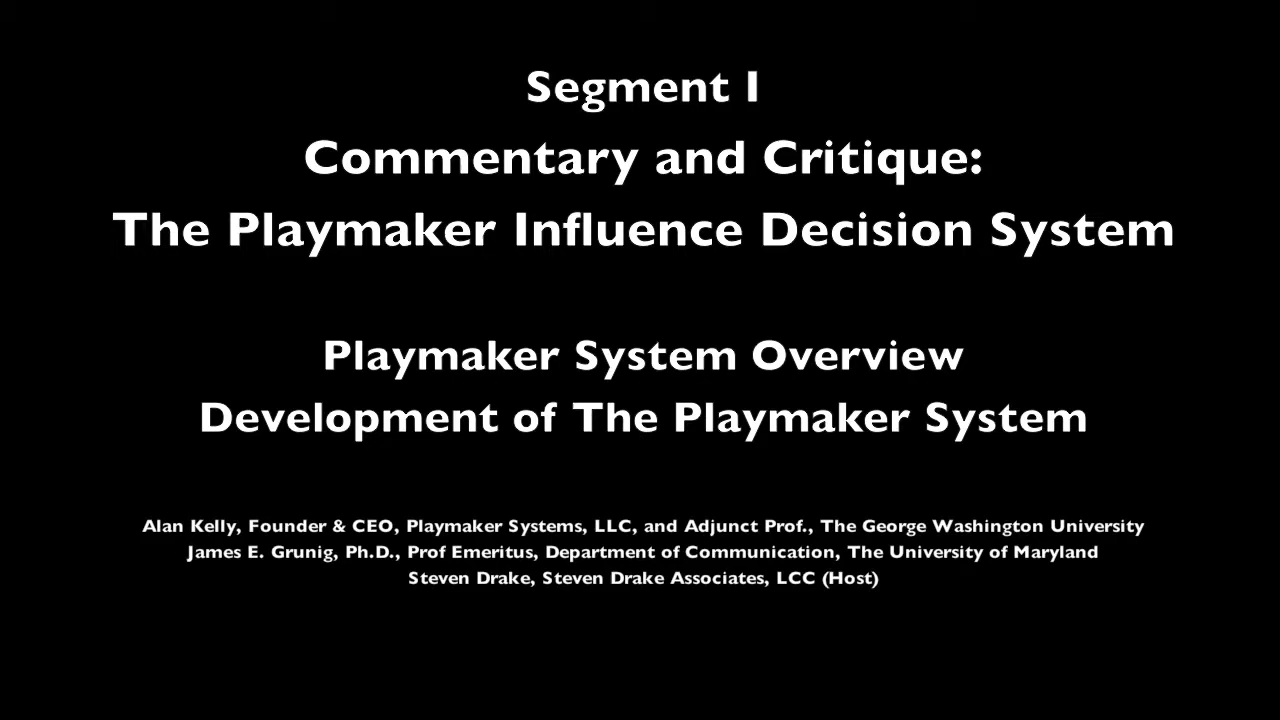 Segment I
Commentary and Critique:
The Playmaker Influence Decision System
Playmaker System Overview
Development of The Playmaker System
Alan Kelly, Founder & CEO, Playmaker Systems, LLC, and Adjunct Prof., The George Washington University
James E. Grunig, Ph.D., Prof Emeritus, Department of Communication, The University of Maryland
Steven Drake, Steven Drake Associates, LCC (Host)